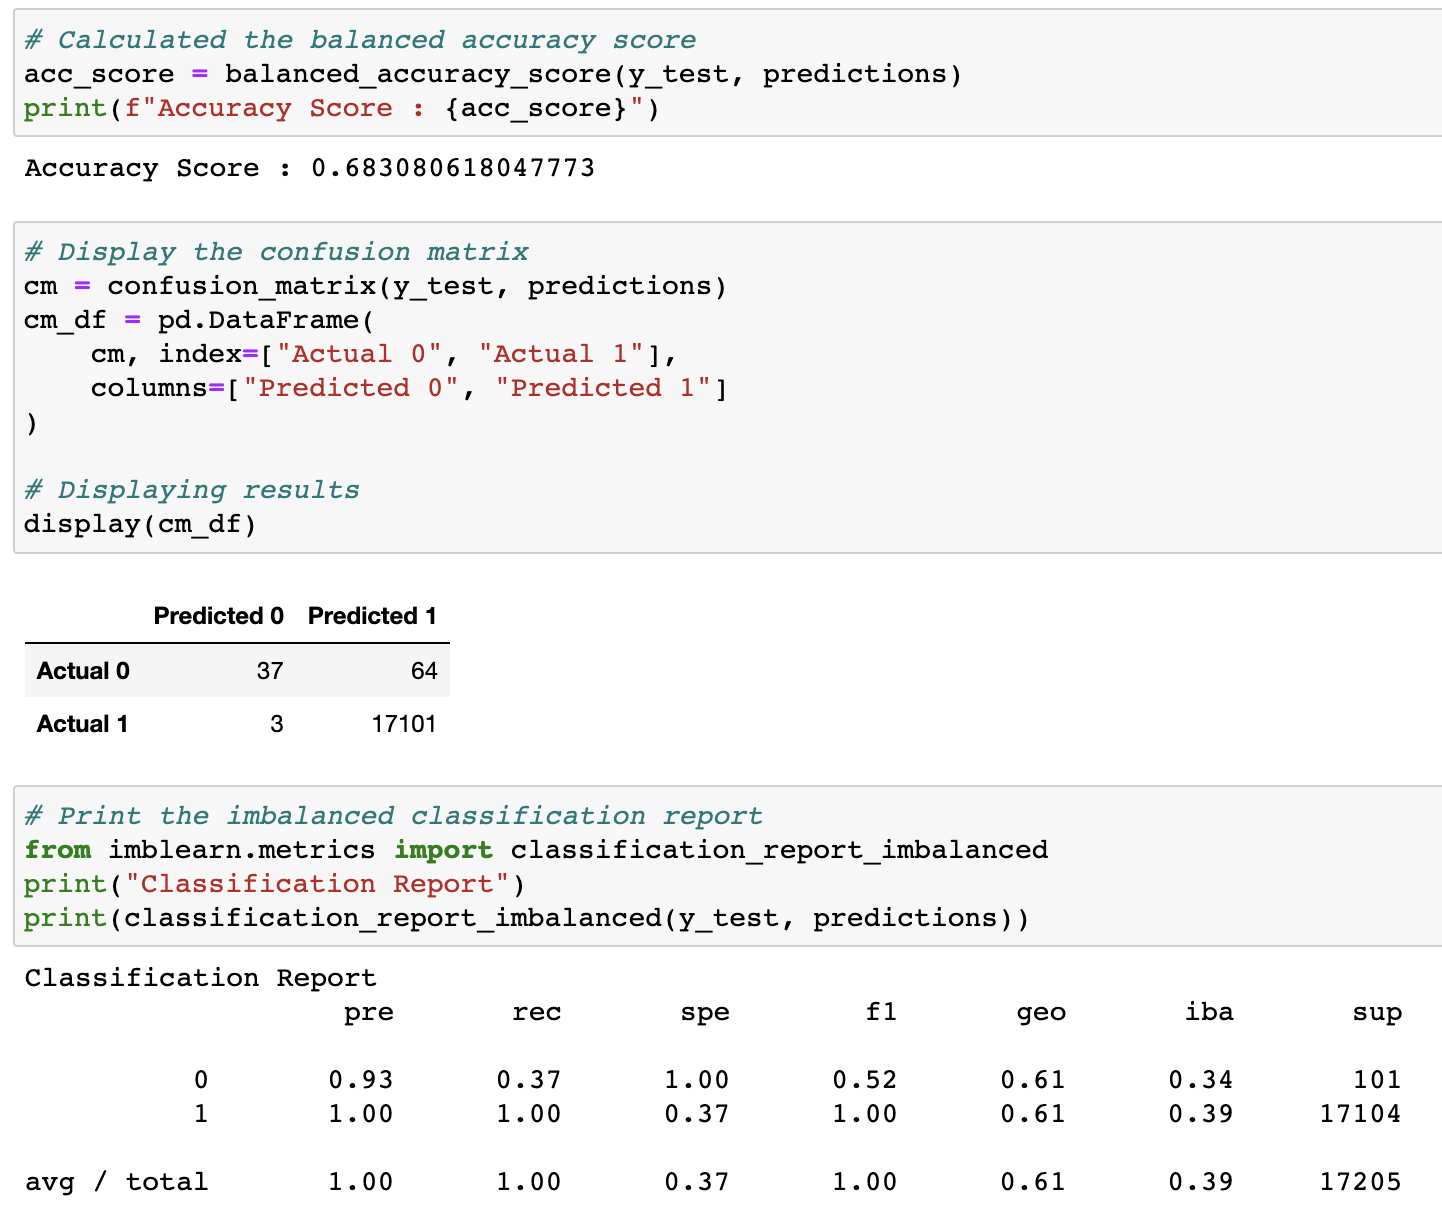 # Calculated the balanced accuracy score
acc_score = balanced_accuracy_score(y_test, predictions)
print(f"Accuracy Score : {acc_score}")
Accuracy Score : 0.683080618047773
# Display the confusion matrix
cm = confusion_matrix(y_test, predictions)
cm_df = pd.DataFrame(
    cm, index=["Actual 0", "Actual 1"],
    columns=["Predicted 0", "Predicted 1"]
)
# Displaying results
display(cm_df)
Predicted 0 Predicted 1
Actual 0 37 64
Actual 1 3 17101
# Print the imbalanced classification report
from imblearn.metrics import classification_report_imbalanced
print("Classification Report")
print(classification_report_imbalanced(y_test, predictions))
Classification Report
pre rec spe f1 geo iba sup
0 0.93 0.37 1.00 0.52 0.61 0.34 101
1 1.00 1.00 0.37 1.00 0.61 0.39 17104
avg / total 1.00 1.00 0.37 1.00 0.61 0.39 17205